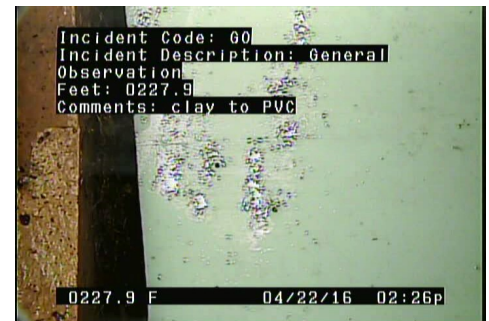 Incident Code: GO
Incident Description: General
Observation
Feet: 0227.9
Comments: clay to PVC
0227.9 F 04/22/16 02:26p